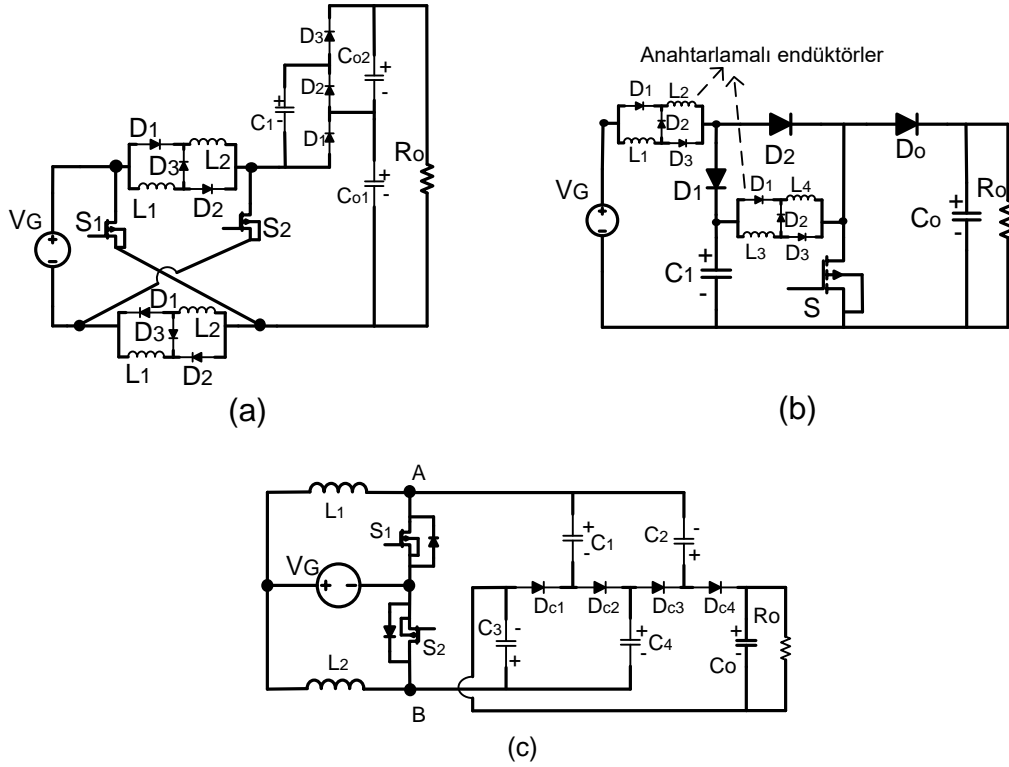 D3
Co2
+
-
D2
+
C1
-
D1
D1
L2
D3
Ro
+
Co1
-
L1
D2
VG
S1
S2
+
-
D1
D3
L2
L1
D2
(a)
Anahtarlamalı endüktörler
D1
L2
D2
L1
D3
D2
Do
D1
VG
+
-
D1
L4
D2
L3
D3
Ro
+
Co
-
+
C1
-
S
(b)
A
L1
S1
+
C1
-
-
C2
+
VG
+
-
Dc1
Dc2
Dc3
Dc4
Ro
C3
-
+
+
C4
-
+
Co
-
S2
L2
B
(c)